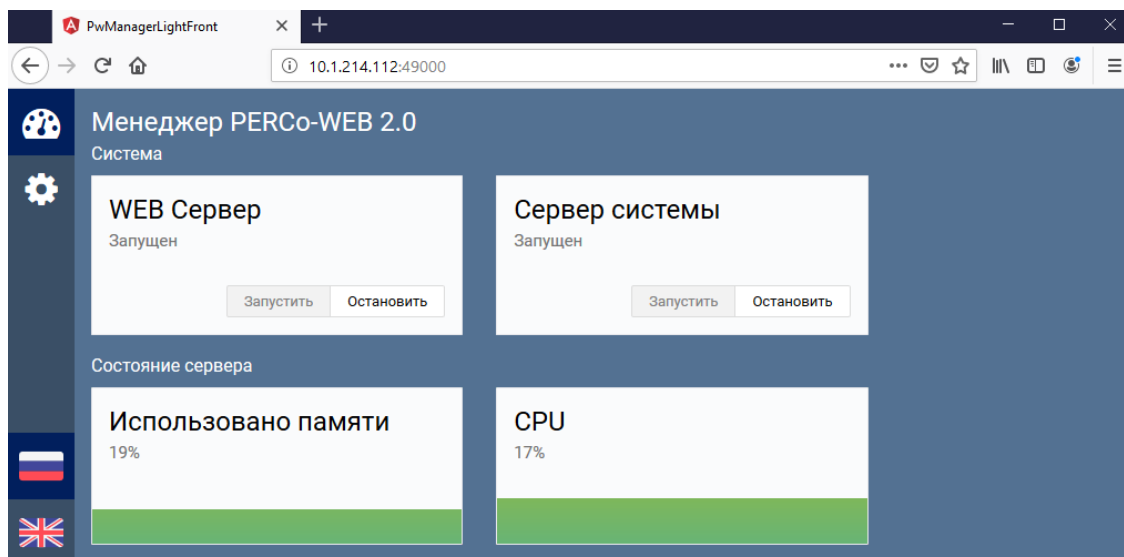 PwManagerLightFront
10.1.214.112:49000
Менеджер PERCo-WEB 2.0
Система
WEB Сервер
Запущен
Запустить Остановить
Сервер системы
Запущен
Запустить Остановить
Состояние сервера
Использовано памяти
19%
CPU
17%